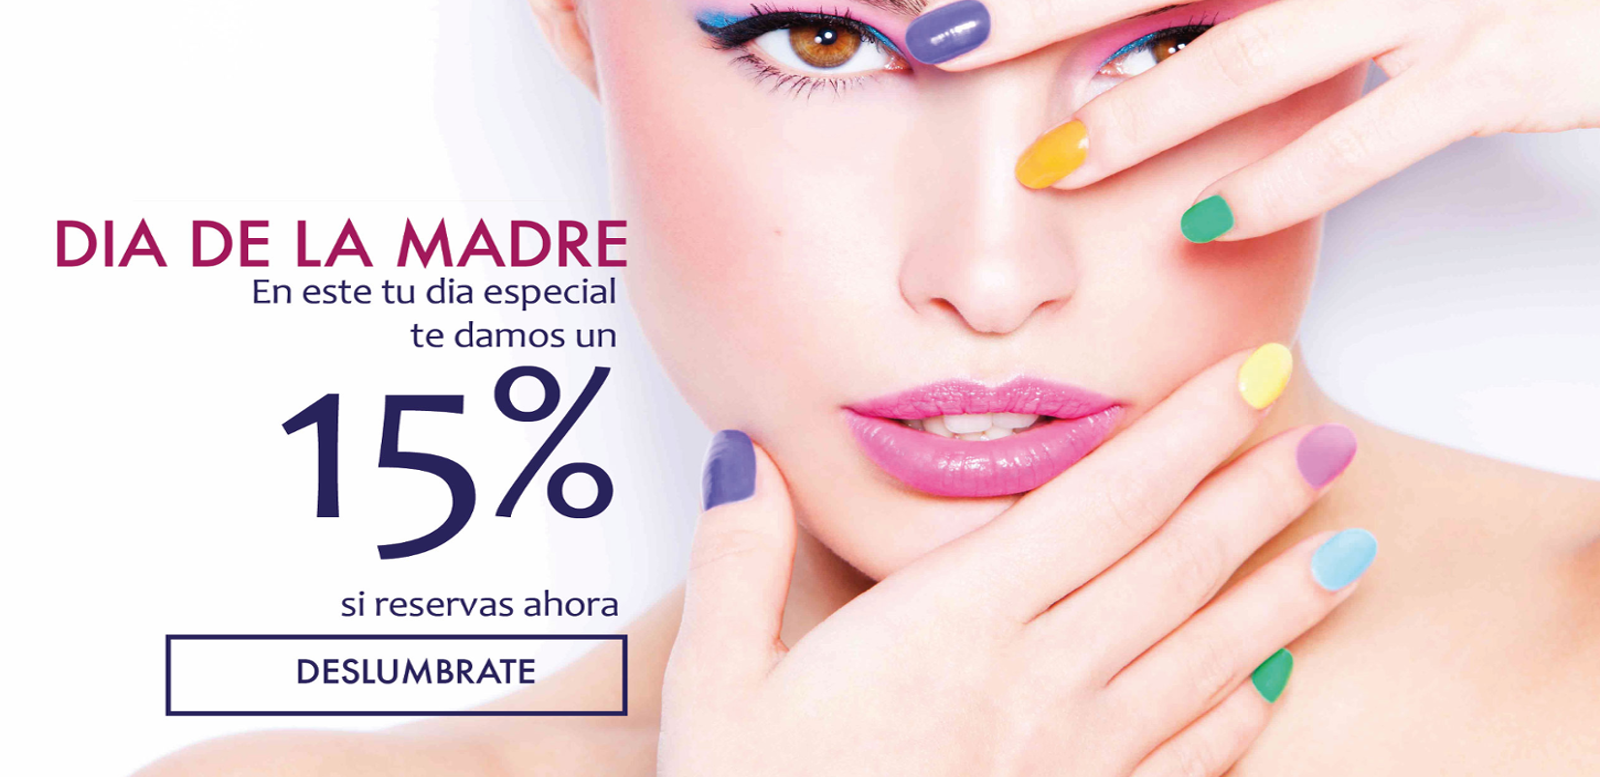 DIA DE LA MADRE
En este tu dia especial
te damos un
15%
si reservas ahora
DESLUMBRATE